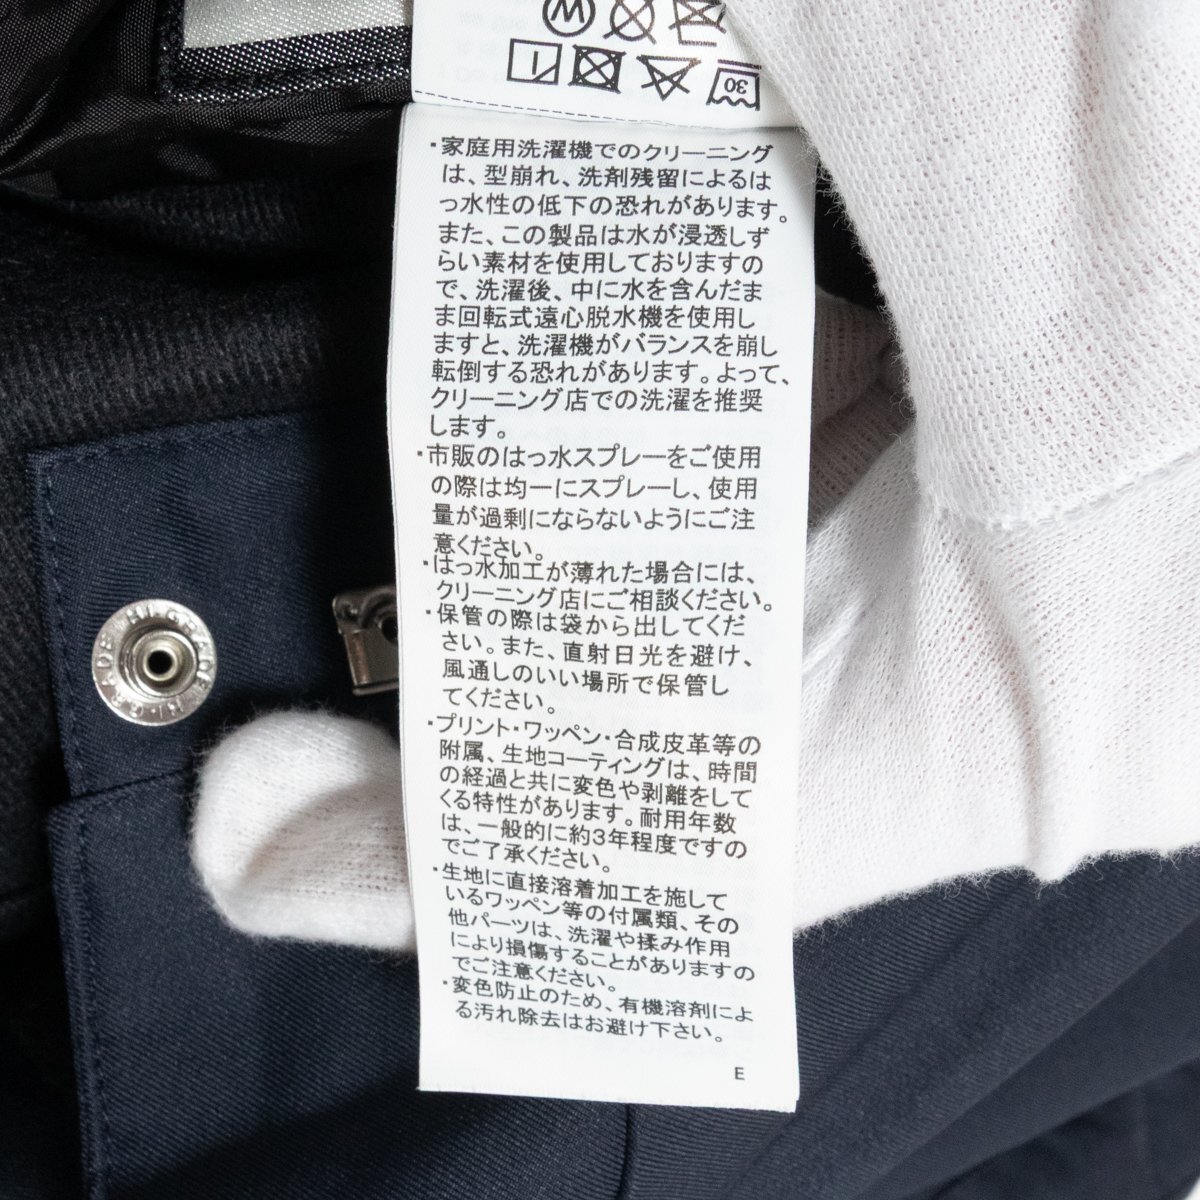 W
30
・家庭用洗濯機でのクリーニング
は、型崩れ、洗剤残留によるは
っ水性の低下の恐れがあります。
また、この製品は水が浸透しず
らい素材を使用しておりますの
で、洗濯後、中に水を含んだま
ま回転式遠心脱水機を使用し
ますと、洗濯機がバランスを崩し
転倒する恐れがあります。よって、
クリーニング店での洗濯を推奨
します。
・市販のはっ水スプレーをご使用
の際は均一にスプレーし、使用
量が過剰にならないようにご注
意ください。
・はっ水加工が薄れた場合には、
クリーニング店にご相談ください。
・保管の際は袋から出してくだ
さい。また、直射日光を避け、
風通しのいい場所で保管し
てください。
・プリント・ワッペン・合成皮革等の
附属、生地コーティングは、時間
の経過と共に変色や剥離をして
くる特性があります。耐用年数
は、一般的に約3年程度ですの
でご了承ください。
・生地に直接溶着加工を施して
いるワッペン等の付属類、その
他パーツは、洗濯や揉み作用
により損傷することがありますの
でご注意ください。
・変色防止のため、有機溶剤によ
る汚れ除去はお避け下さい。
E
HI-GRADE HI-GRADE